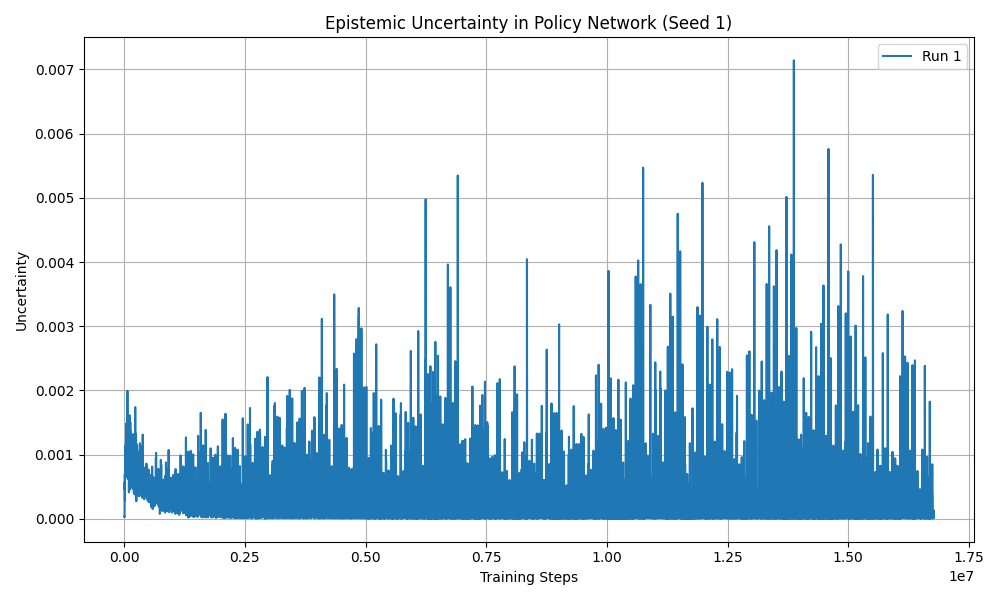 Epistemic Uncertainty in Policy Network (Seed 1)
Run 1
0.007
0.006
0.005
0.004
0.003
0.002
0.001
0.000
Uncertainty
0.00 0.25 0.50 0.75 1.00 1.25 1.50 1.75
1e7
Training Steps